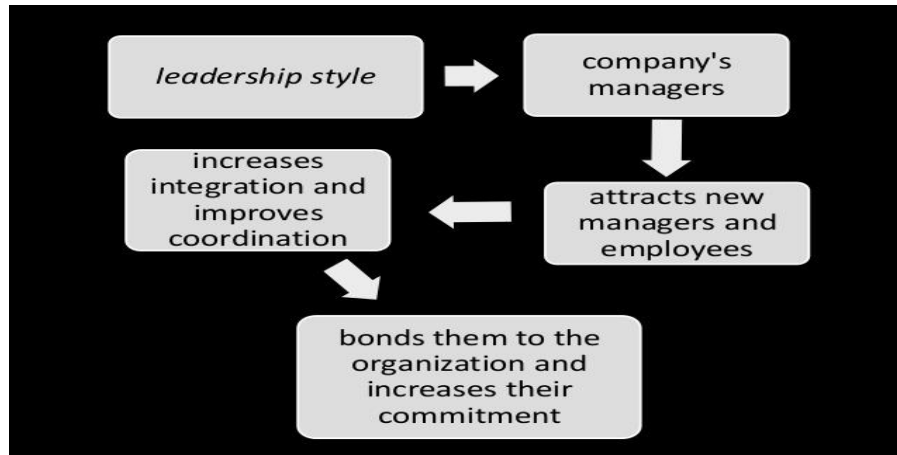 leadership style
company's
managers
attracts new
managers and
employees
increases
integration and
improves
coordination
bonds them to the
organization and
increases their
commitment